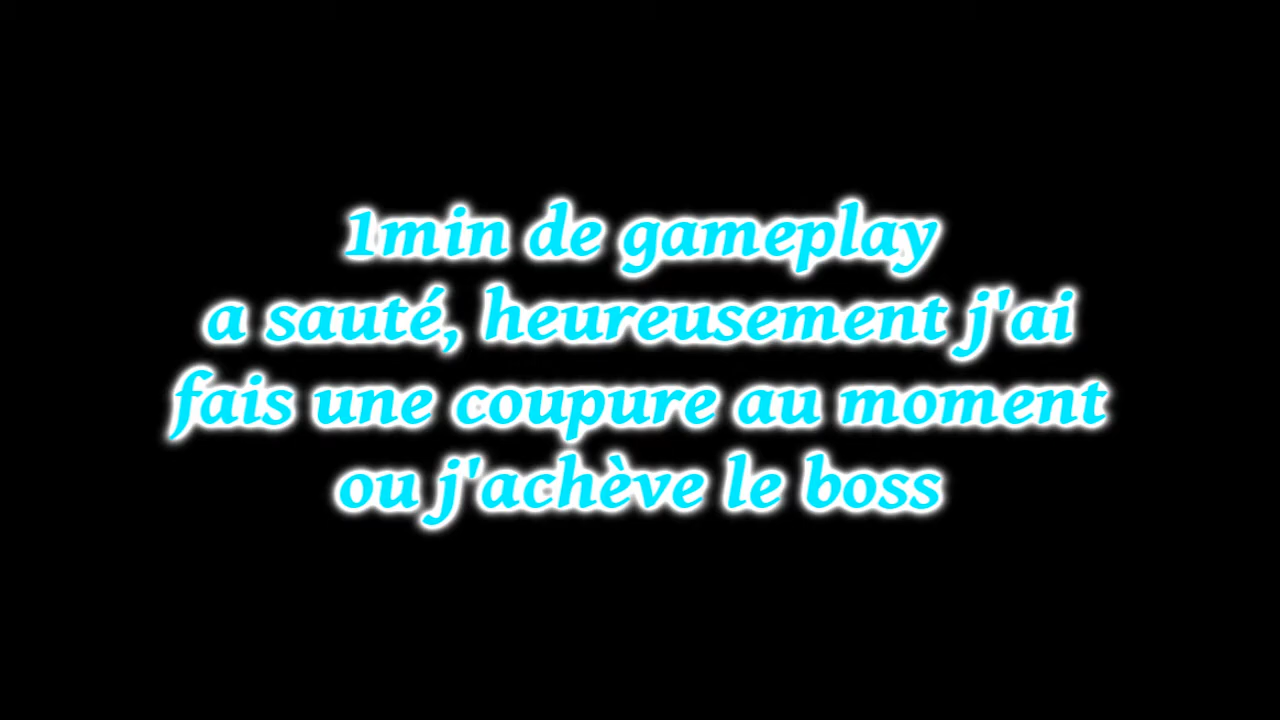 1min de gameplay
a sauté, heureusement j'ai
fais une coupure au moment
ou j'achève le boss